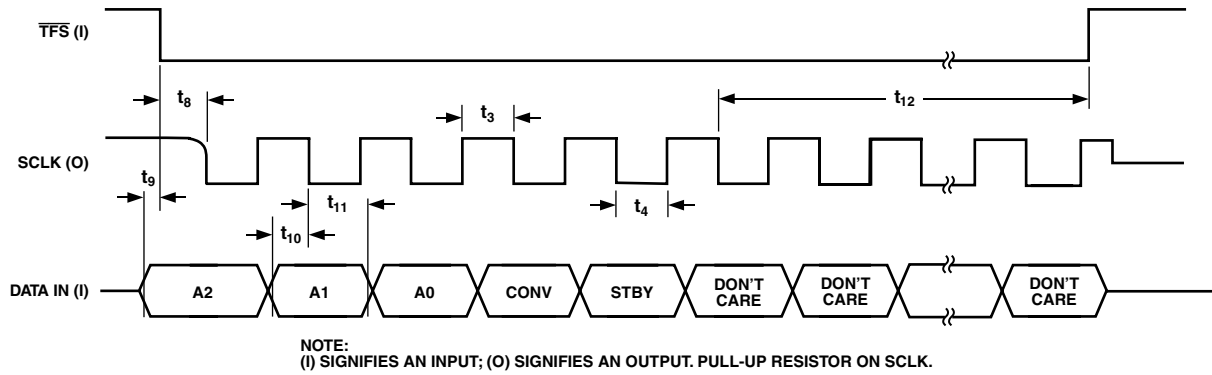 TFS (I)
t8
t3
t12
SCLK (O)
t9
t11
t10
t4
DATA IN (I)
A2
A1
A0
CONV
STBY
DON'T
CARE
DON'T
CARE
DON'T
CARE
NOTE:
(I) SIGNIFIES AN INPUT; (O) SIGNIFIES AN OUTPUT. PULL-UP RESISTOR ON SCLK.